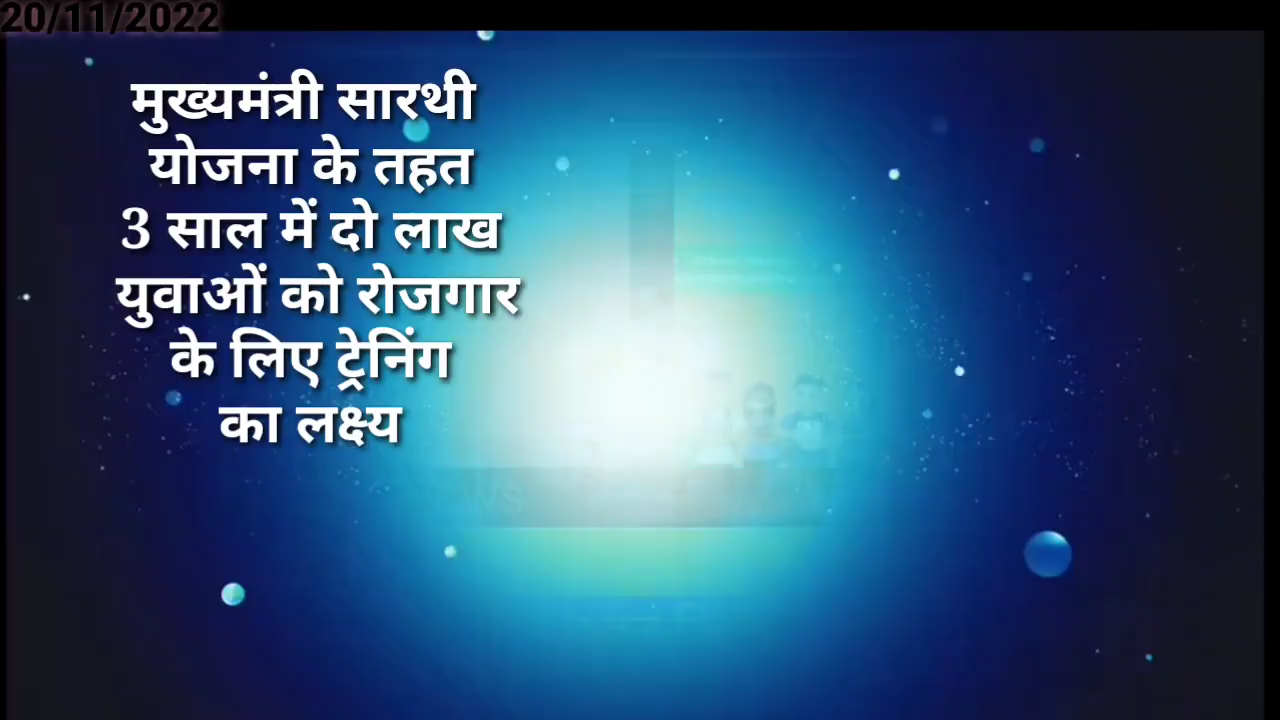 20/11/2022
मुख्यमंत्री सारथी
योजना के तहत
3 साल में दो लाख
युवाओं को रोजगार
के लिए ट्रेनिंग
का लक्ष्य